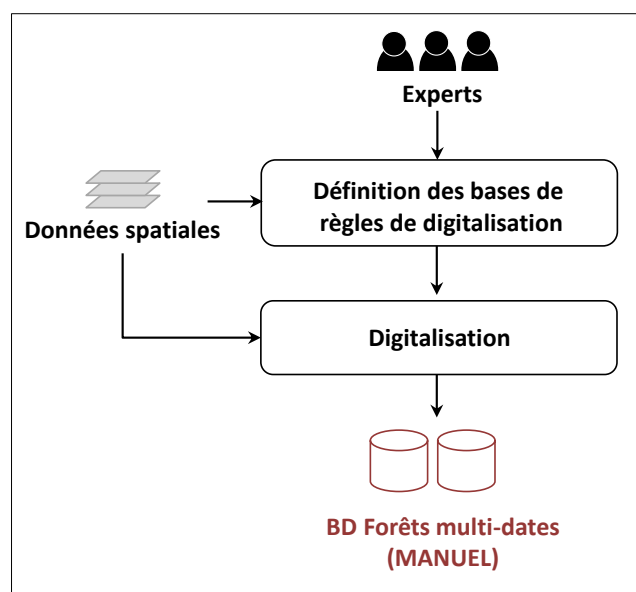 Experts
Définition des bases de
règles de digitalisation
Données spatiales
Digitalisation
BD Forêts multi-dates
(MANUEL)